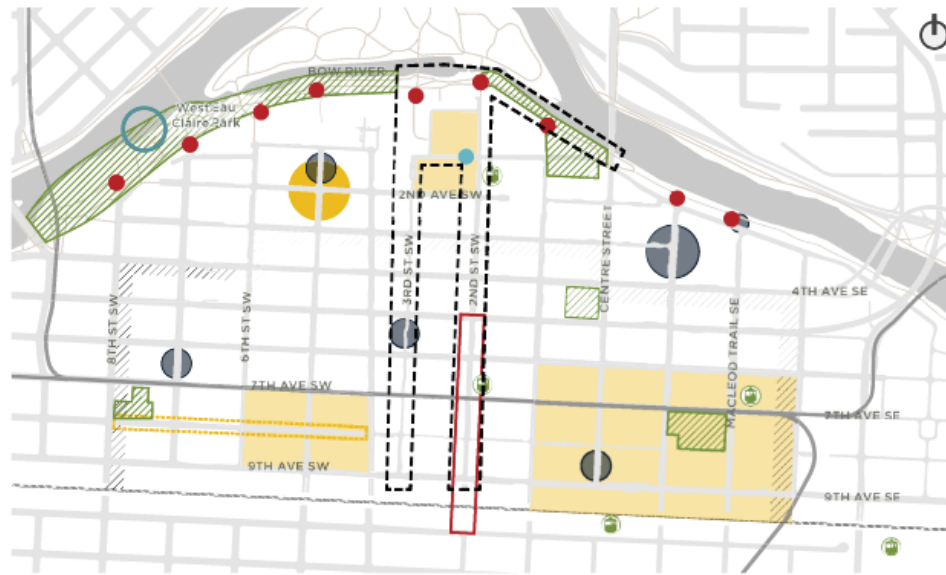 BOW RIVER
West Eau
Claire Park
2ND AVE SW
3RD ST SW
2ND ST SW
CENTRE STREET
4TH AVE SE
8TH ST SW
6TH ST SW
MACLEOD TRAIL SE
7TH AVE SW
7TH AVE SE
9TH AVE SW
9TH AVE SE